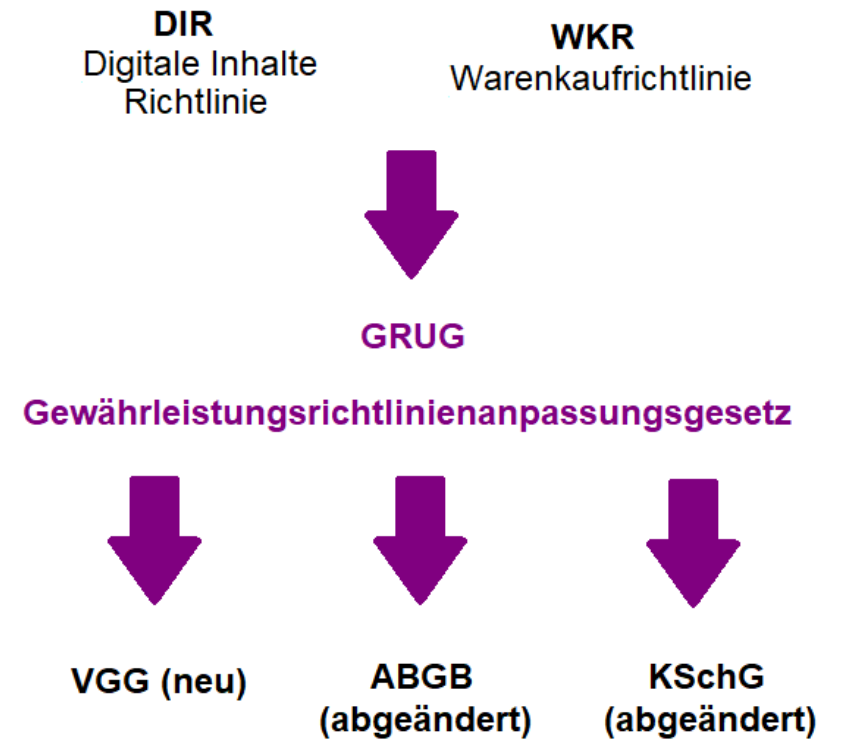 DIR
Digitale Inhalte
Richtlinie
WKR
Warenkaufrichtlinie
GRUG
Gewährleistungsrichtlinienanpassungsgesetz
VGG (neu)
ABGB
(abgeändert)
KSchG
(abgeändert)